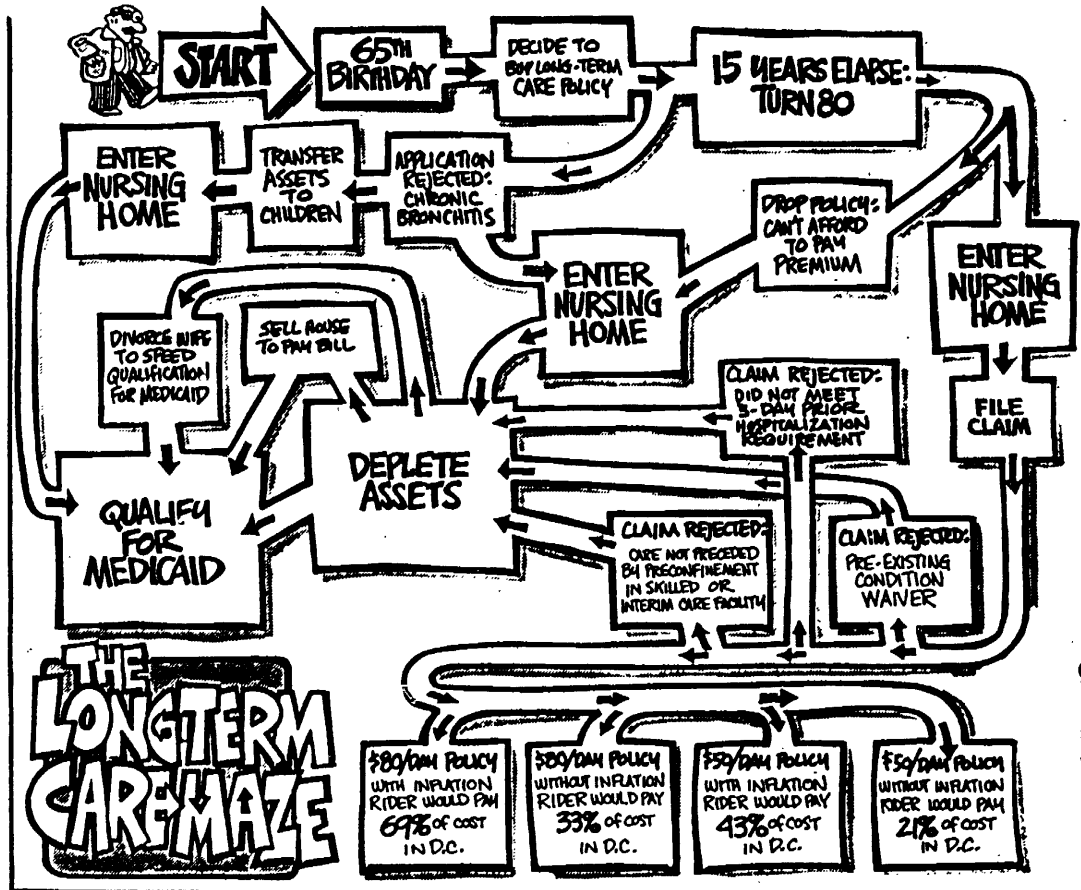 START
65TH
BIRTHDAY
DECIDE TO
BUY LONG-TERM
CARE POLICY
15 YEARS ELAPSE:
TURN 80
ENTER
NURSING
HOME
TRANSFER
ASSETS
TO
CHILDREN
APPLICATION
REJECTED:
CHRONIC
BRONCHITIS
DROP POLICY:
CAN'T AFFORD
TO PAY
PREMIUM
ENTER
NURSING
HOME
ENTER
NURSING
HOME
DIVORCE WIFE
TO SPEED
QUALIFICATION
FOR MEDICAID
SELL HOUSE
TO PAY BILL
CLAIM REJECTED:
DID NOT MEET
3-DAY PRIOR
HOSPITALIZATION
REQUIREMENT
FILE
CLAIM
DEPLETE
ASSETS
QUALIFY
FOR
MEDICAID
CLAIM REJECTED:
CARE NOT PRECEDED
BY PRECONFINEMENT
IN SKILLED OR
INTERIM CARE FACILITY
CLAIM REJECTED:
PRE-EXISTING
CONDITION
WAIVER
THE
LONG-TERM
CARE MAZE
$80/DAY POLICY
WITH INFLATION
RIDER WOULD PAY
69% OF COST
IN D.C.
$80/DAY POLICY
WITHOUT INFLATION
RIDER WOULD PAY
33% OF COST
IN D.C.
$50/DAY POLICY
WITH INFLATION
RIDER WOULD PAY
43% OF COST
IN D.C.
$50/DAY POLICY
WITHOUT INFLATION
RIDER WOULD PAY
21% OF COST
IN D.C.